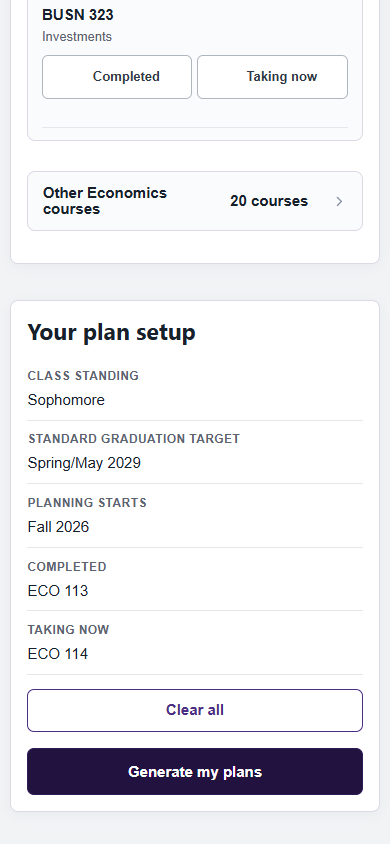 BUSN 323
Investments
Completed
Taking now
Other Economics
courses
20 courses
Your plan setup
CLASS STANDING
Sophomore
STANDARD GRADUATION TARGET
Spring/May 2029
PLANNING STARTS
Fall 2026
COMPLETED
ECO 113
TAKING NOW
ECO 114
Clear all
Generate my plans